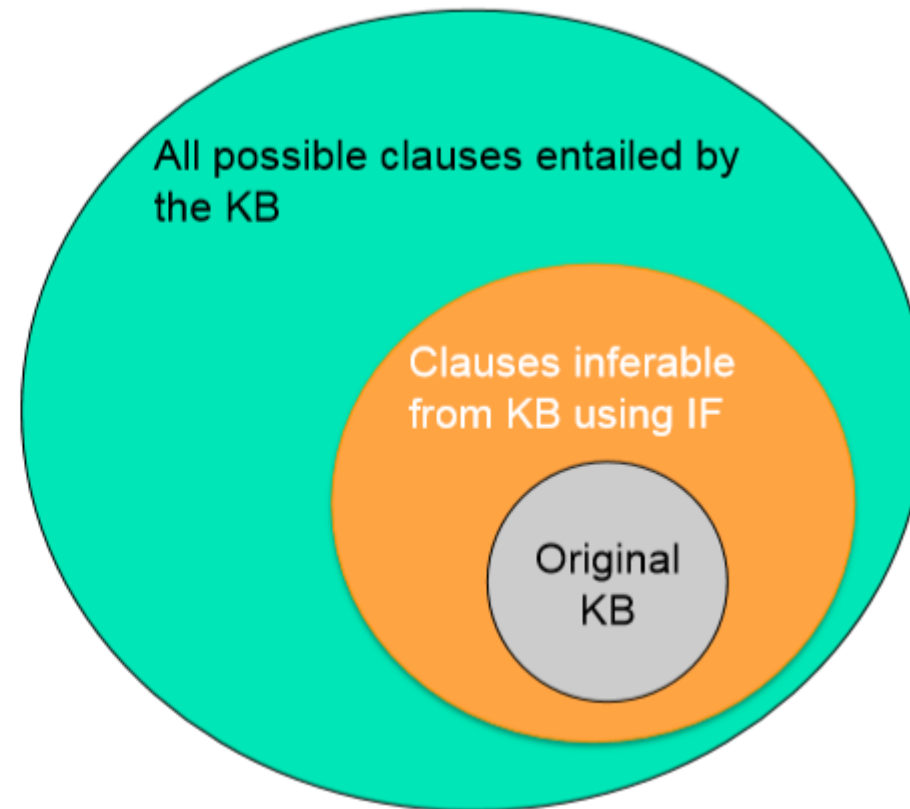 All possible clauses entailed by
the KB
Clauses inferable
from KB using IF
Original
KB